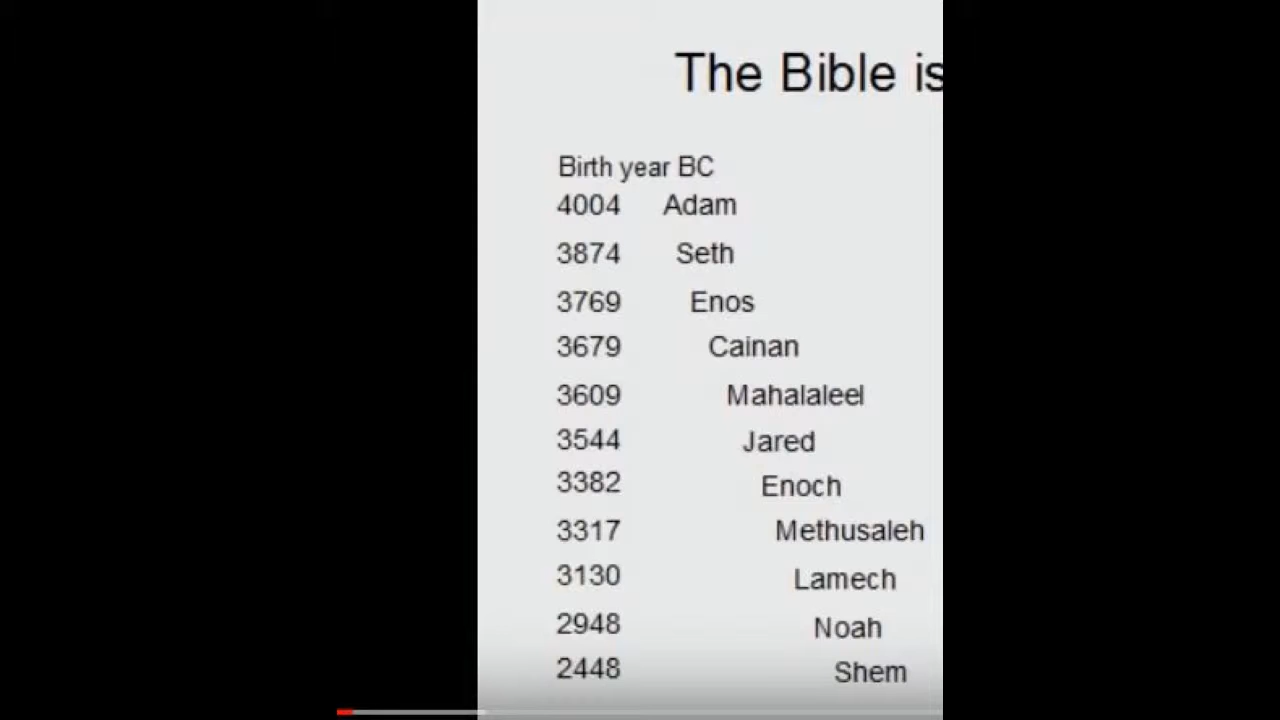 The Bible is
Birth year BC
4004 Adam
3874 Seth
3769 Enos
3679 Cainan
3609 Mahalaleel
3544 Jared
3382 Enoch
3317 Methusaleh
3130 Lamech
2948 Noah
2448 Shem